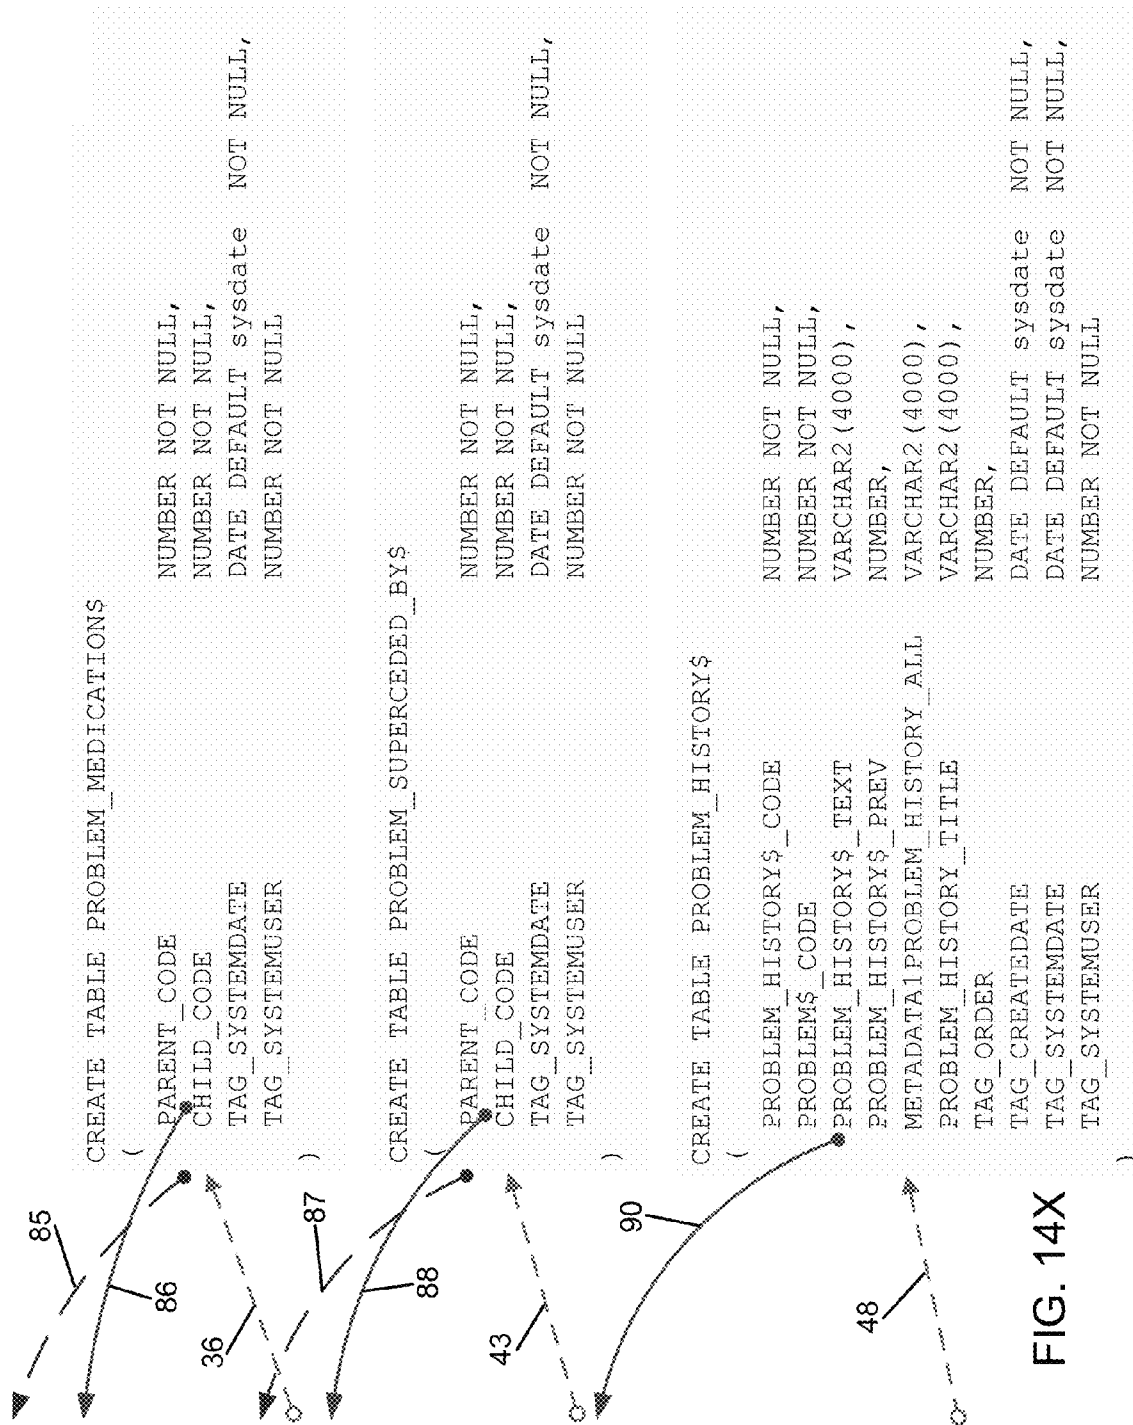 CREATE TABLE PROBLEM_MEDICATION$
(
PARENT_CODE NUMBER NOT NULL,
CHILD_CODE NUMBER NOT NULL,
TAG_SYSTEMDATE DATE DEFAULT sysdate NOT NULL,
TAG_SYSTEMUSER NUMBER NOT NULL
)
CREATE TABLE PROBLEM_SUPERCEDED_BY$
(
PARENT_CODE NUMBER NOT NULL,
CHILD_CODE NUMBER NOT NULL,
TAG_SYSTEMDATE DATE DEFAULT sysdate NOT NULL,
TAG_SYSTEMUSER NUMBER NOT NULL
)
CREATE TABLE PROBLEM_HISTORY$
(
PROBLEM_HISTORY$_CODE NUMBER NOT NULL,
PROBLEM$_CODE NUMBER NOT NULL,
PROBLEM_HISTORY$_TEXT VARCHAR2(4000),
PROBLEM_HISTORY$_PREV NUMBER,
METADATA1PROBLEM_HISTORY_ALL VARCHAR2(4000),
PROBLEM_HISTORY_TITLE VARCHAR2(4000),
TAG_ORDER NUMBER,
TAG_CREATEDATE DATE DEFAULT sysdate NOT NULL,
TAG_SYSTEMDATE DATE DEFAULT sysdate NOT NULL,
TAG_SYSTEMUSER NUMBER NOT NULL
)
85
86
36
87
88
43
90
48
FIG. 14X